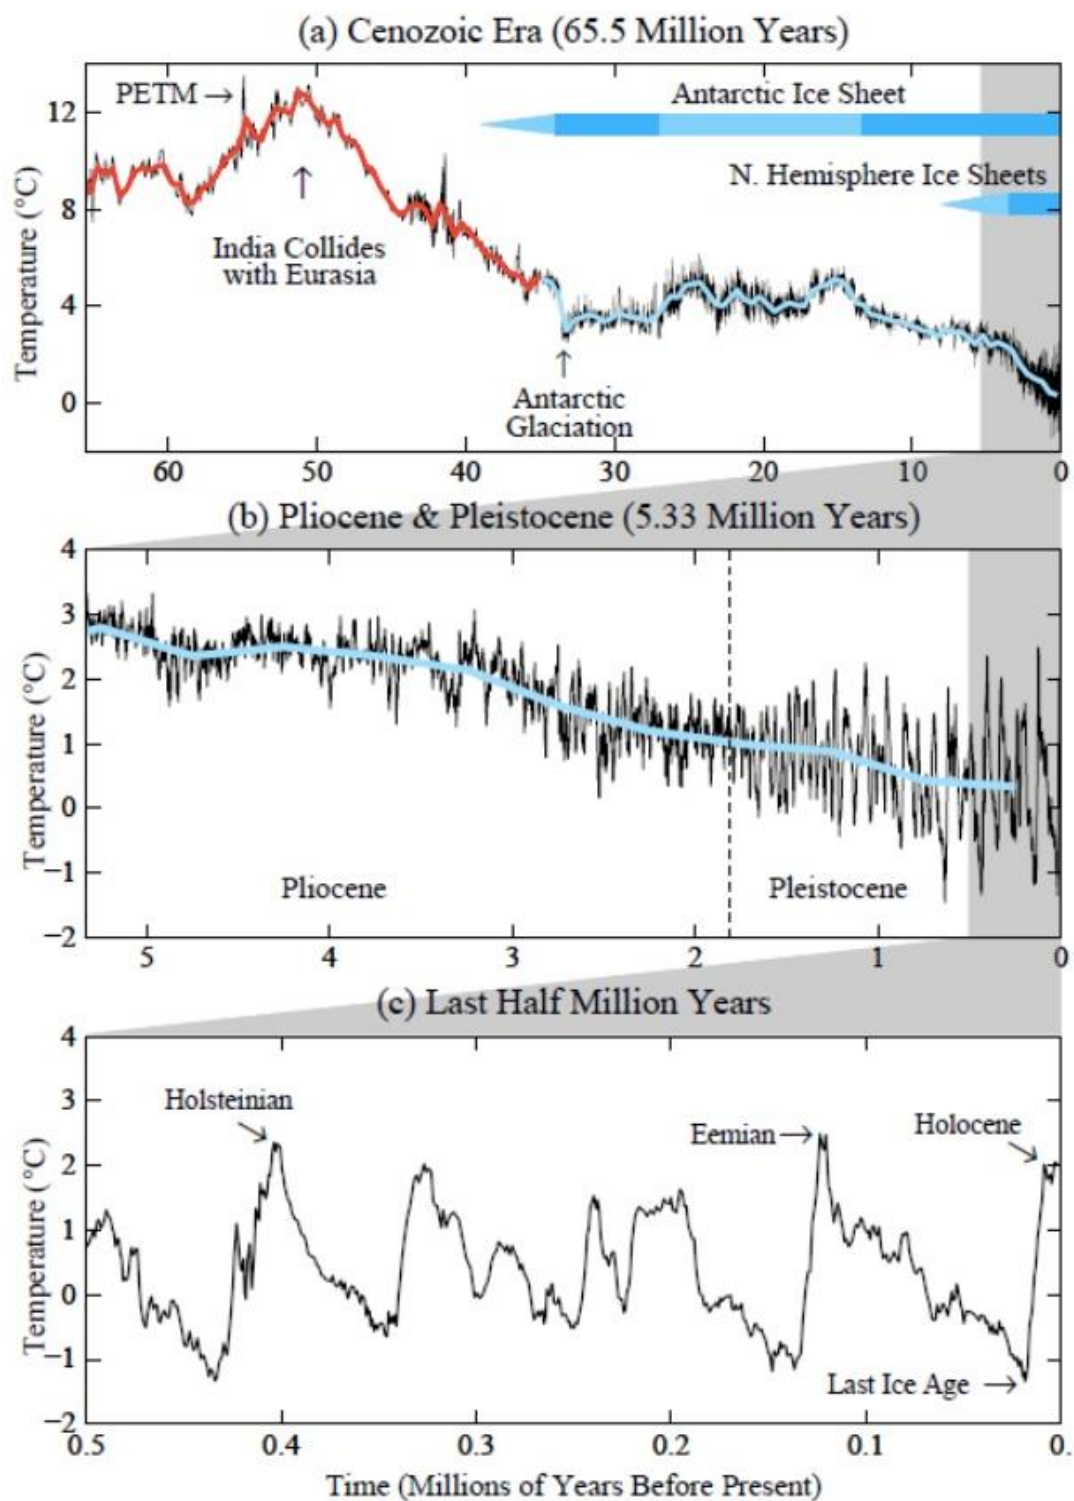 (a) Cenozoic Era (65.5 Million Years)
PETM →
Antarctic Ice Sheet
N. Hemisphere Ice Sheets
India Collides
with Eurasia
Antarctic
Glaciation
Temperature (°C)
12
8
4
0
60 50 40 30 20 10 0
(b) Pliocene & Pleistocene (5.33 Million Years)
Temperature (°C)
4
3
2
1
0
−1
−2
Pliocene
Pleistocene
5 4 3 2 1 0
(c) Last Half Million Years
Temperature (°C)
4
3
2
1
0
−1
−2
Holsteinian
Eemian →
Holocene
Last Ice Age →
0.5 0.4 0.3 0.2 0.1 0.
Time (Millions of Years Before Present)